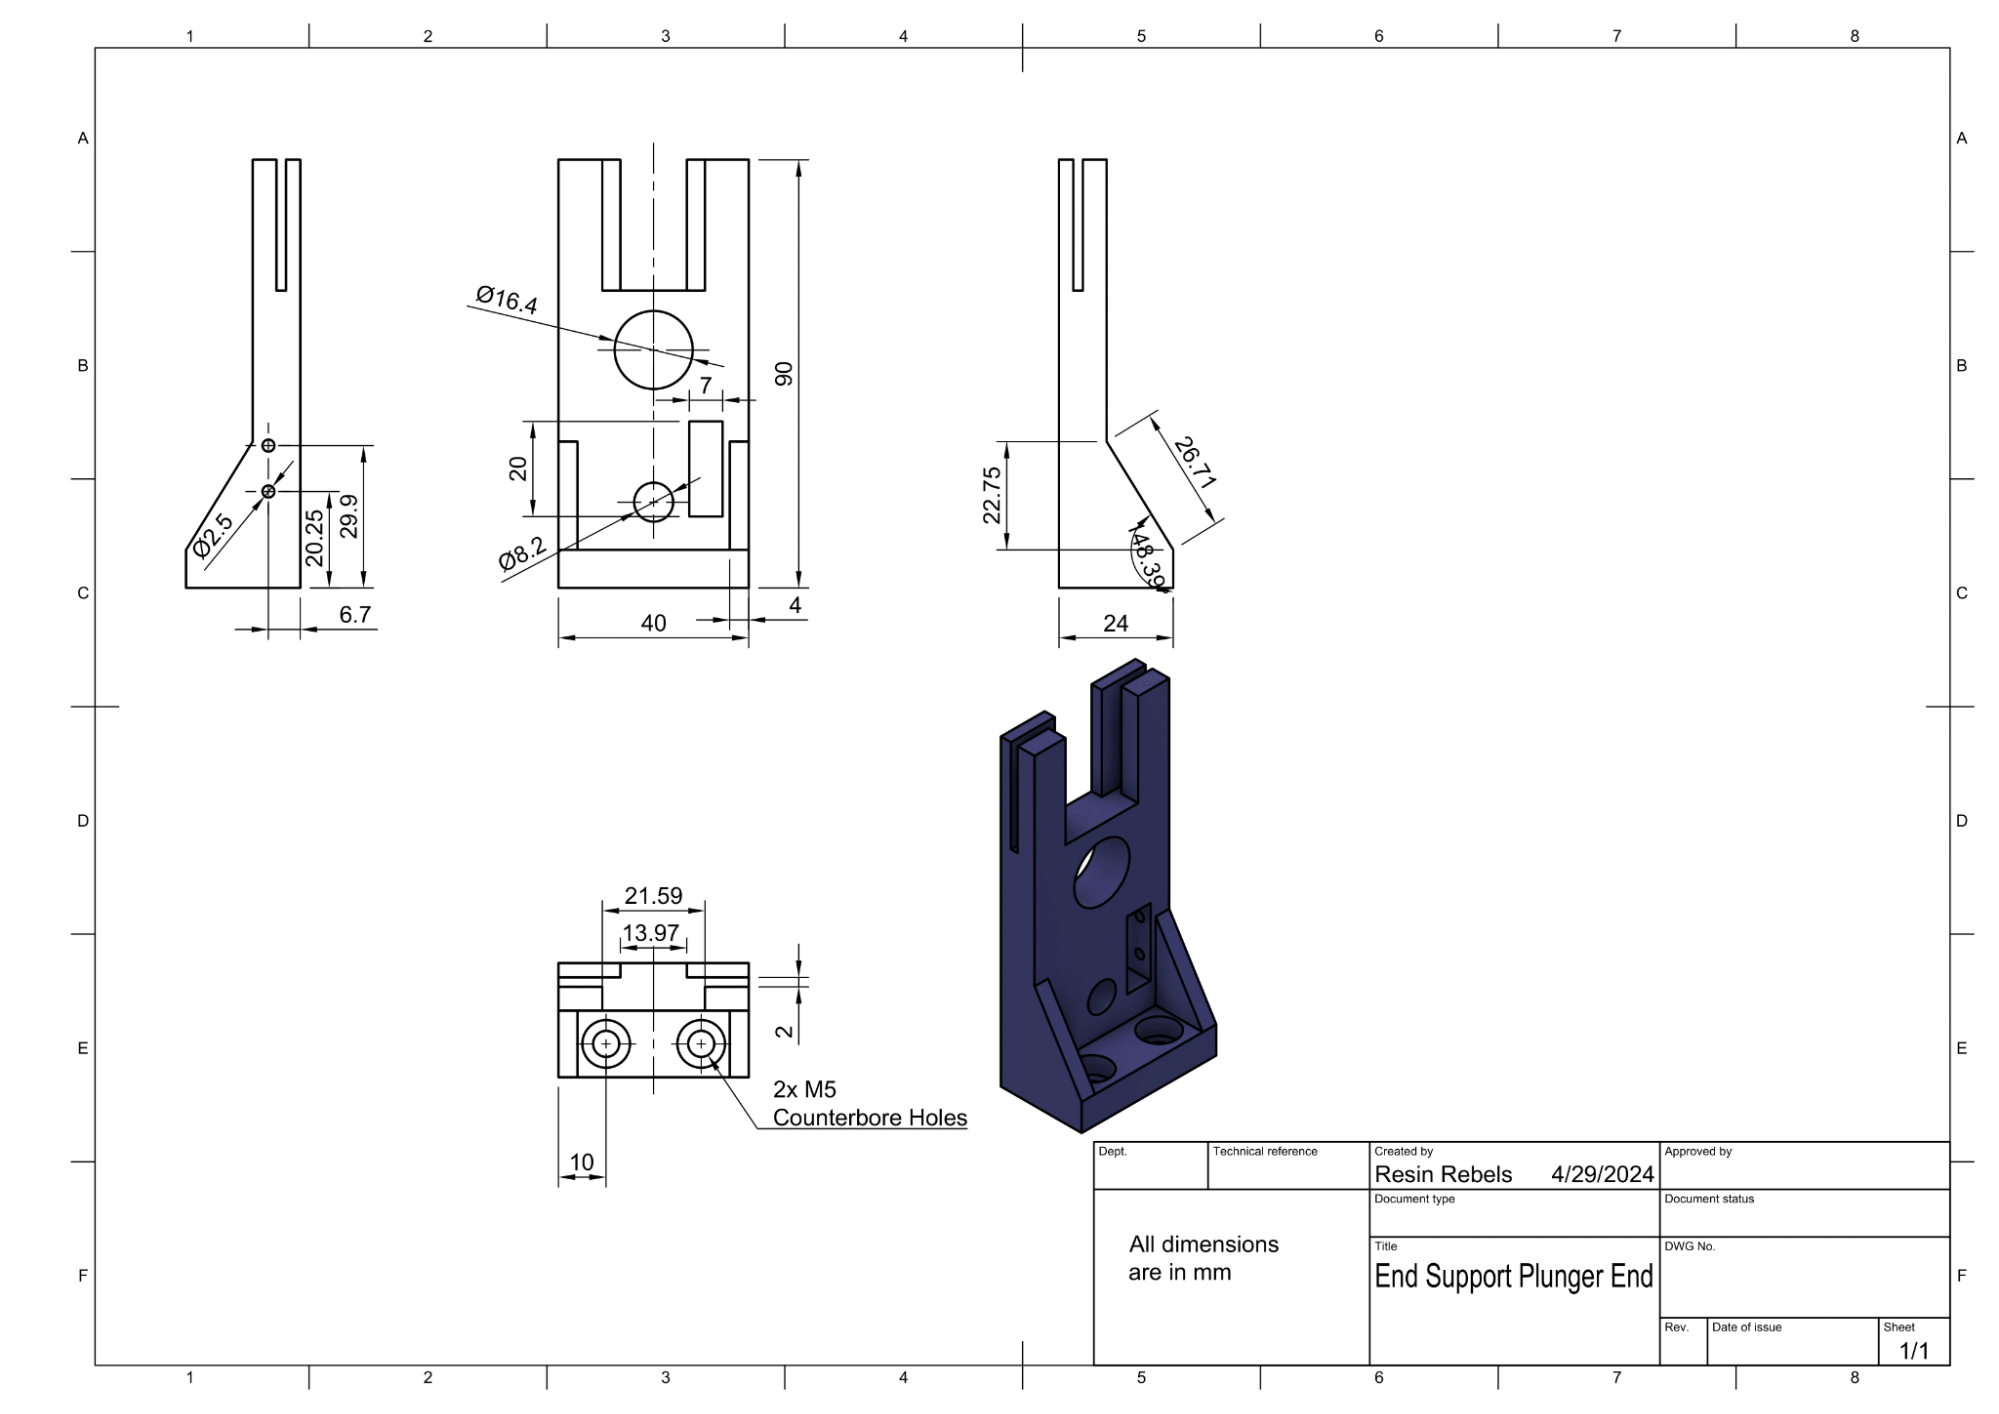 1 2 3 4 5 6 7 8
A A
B B
C C
D D
E E
F F
Ø2.5
20.25
29.9
6.7
Ø16.4
7
90
20
Ø8.2
4
40
26.71
22.75
148.39°
24
21.59
13.97
2
2x M5
Counterbore Holes
10
Dept.
Technical reference
Created by
Resin Rebels 4/29/2024
Approved by
Document type
Document status
All dimensions
are in mm
Title
End Support Plunger End
DWG No.
Rev.
Date of issue
Sheet
1/1
1 2 3 4 5 6 7 8